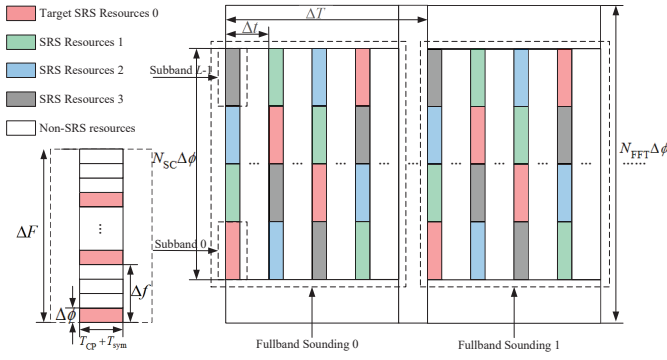 Target SRS Resources 0
SRS Resources 1
SRS Resources 2
SRS Resources 3
Non-SRS resources
ΔT
Δt
Subband L-1
N_SC Δϕ
N_FFT Δϕ
... ... ... ... ... ... ... ... ......
Subband 0
ΔF
⋮
Δf
Δϕ
T_CP + T_sym
Fullband Sounding 0
Fullband Sounding 1